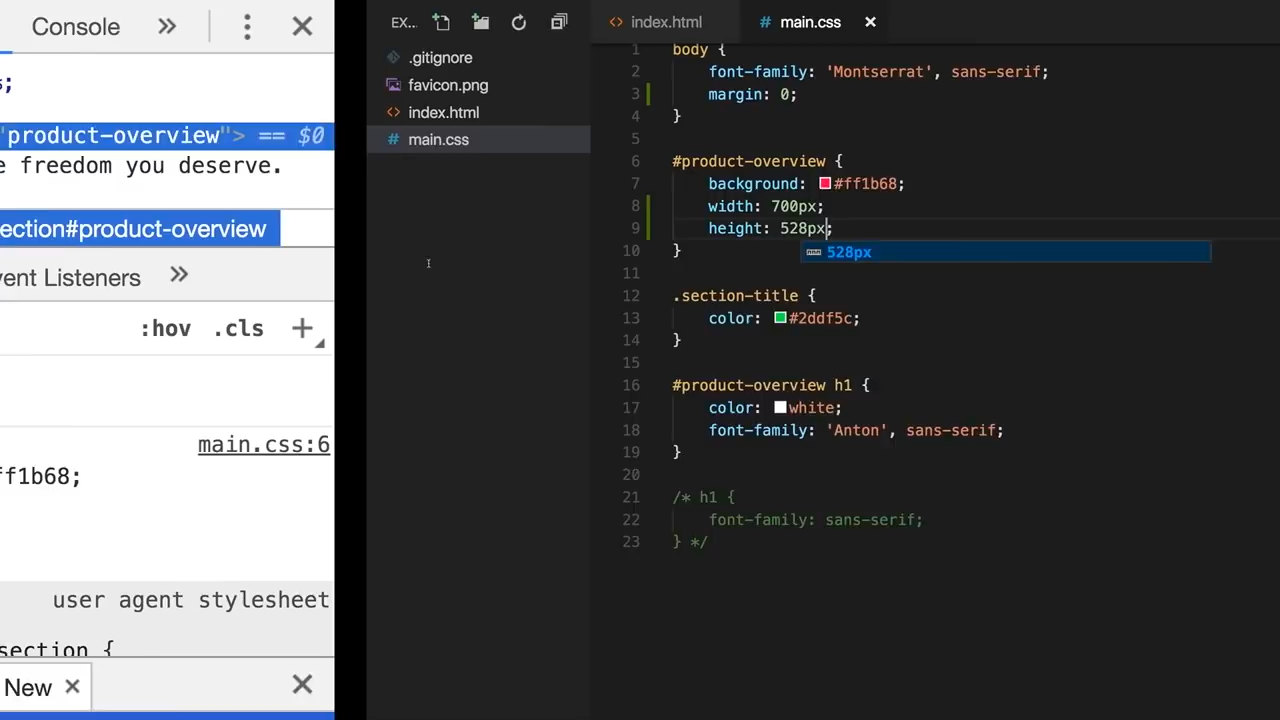 Console
s;
"product-overview"> == $0
e freedom you deserve.
ection#product-overview
vent Listeners
:hov .cls
main.css:6
ff1b68;
user agent stylesheet
section {
New
EX...
.gitignore
favicon.png
index.html
main.css
index.html
main.css
1 body {
2 font-family: 'Montserrat', sans-serif;
3 margin: 0;
4 }
5
6 #product-overview {
7 background: #ff1b68;
8 width: 700px;
9 height: 528px;
528px
10 }
11
12 .section-title {
13 color: #2ddf5c;
14 }
15
16 #product-overview h1 {
17 color: white;
18 font-family: 'Anton', sans-serif;
19 }
20
21 /* h1 {
22 font-family: sans-serif;
23 } */